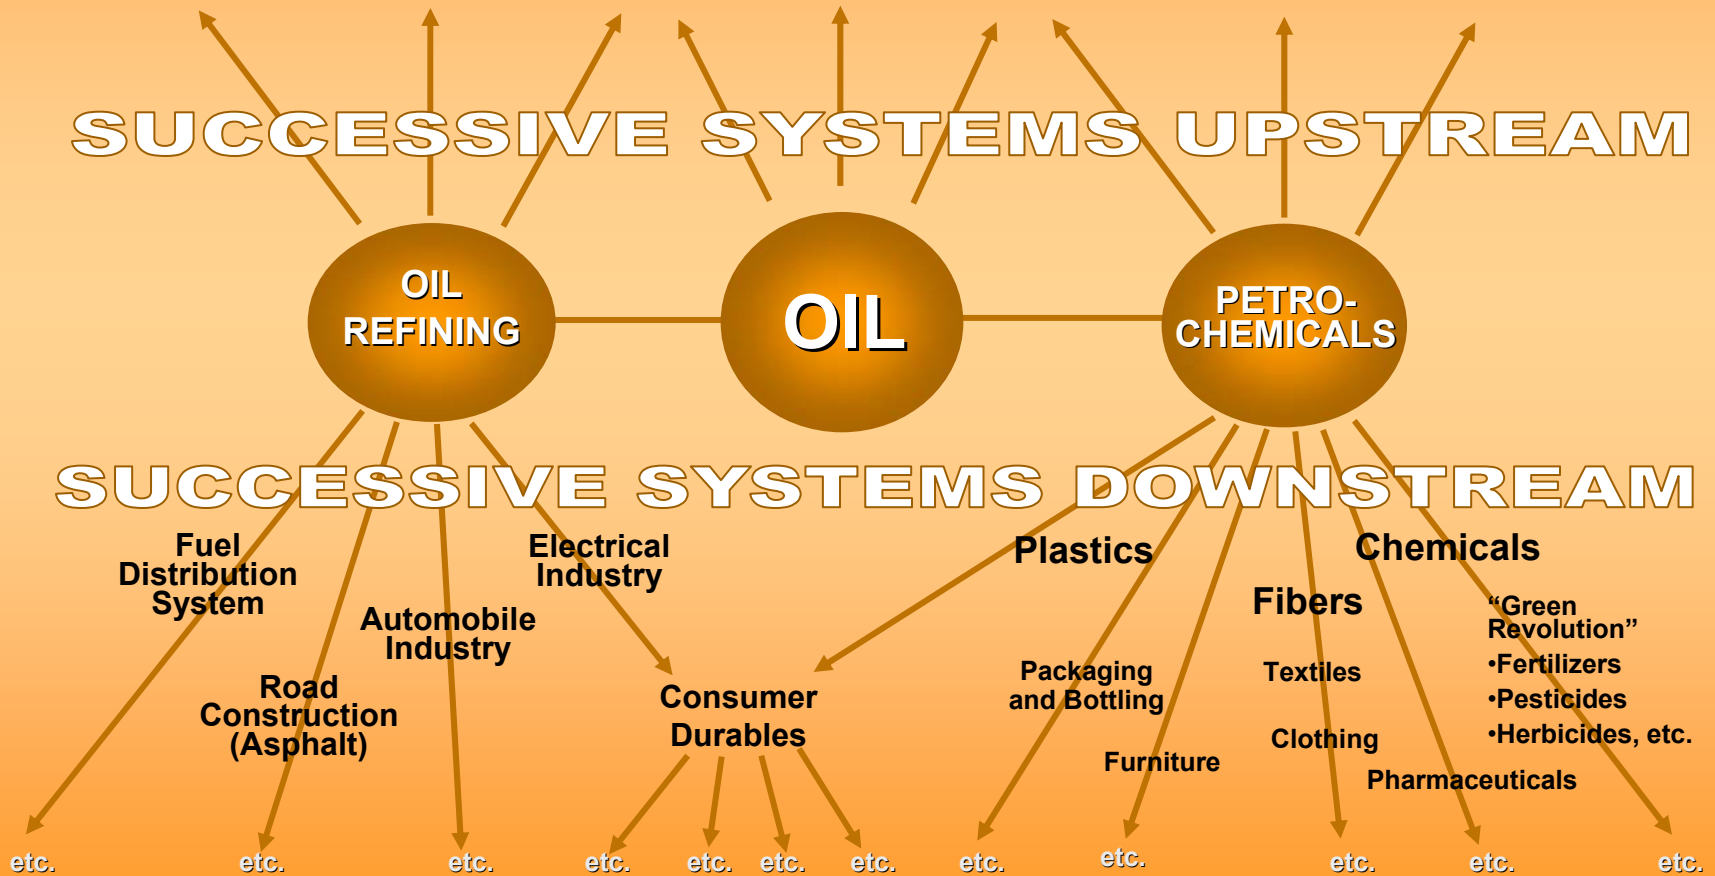 SUCCESSIVE SYSTEMS UPSTREAM
OIL
REFINING
OIL
PETRO-
CHEMICALS
SUCCESSIVE SYSTEMS DOWNSTREAM
Fuel
Distribution
System
Road
Construction
(Asphalt)
Automobile
Industry
Electrical
Industry
Consumer
Durables
Plastics
Packaging
and Bottling
Furniture
Fibers
Textiles
Clothing
Chemicals
“Green
Revolution”
•Fertilizers
•Pesticides
•Herbicides, etc.
Pharmaceuticals
etc.
etc.
etc.
etc.
etc.
etc.
etc.
etc.
etc.
etc.
etc.
etc.